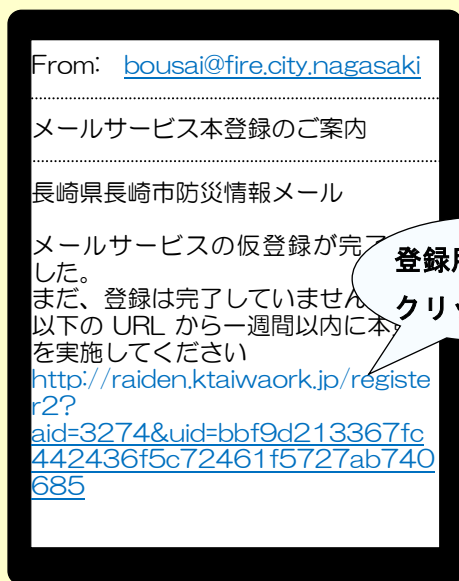 From: bousai@fire.city.nagasaki
メールサービス本登録のご案内
長崎県長崎市防災情報メール
メールサービスの仮登録が完了
した。
まだ、登録は完了していません
以下の URL から一週間以内に本
を実施してください
http://raiden.ktaiwaork.jp/registe
r2?
aid=3274&uid=bbf9d213367fc
442436f5c72461f5727ab740
685
登録
クリッ